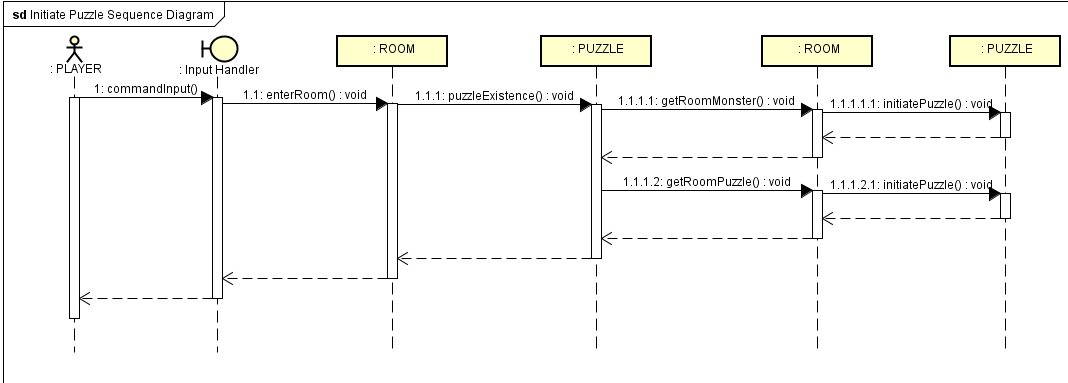 sd Initiate Puzzle Sequence Diagram
: PLAYER
: Input Handler
: ROOM
: PUZZLE
: ROOM
: PUZZLE
1: commandInput()
1.1: enterRoom() : void
1.1.1: puzzleExistence() : void
1.1.1.1: getRoomMonster() : void
1.1.1.1.1: initiatePuzzle() : void
1.1.1.2: getRoomPuzzle() : void
1.1.1.2.1: initiatePuzzle() : void